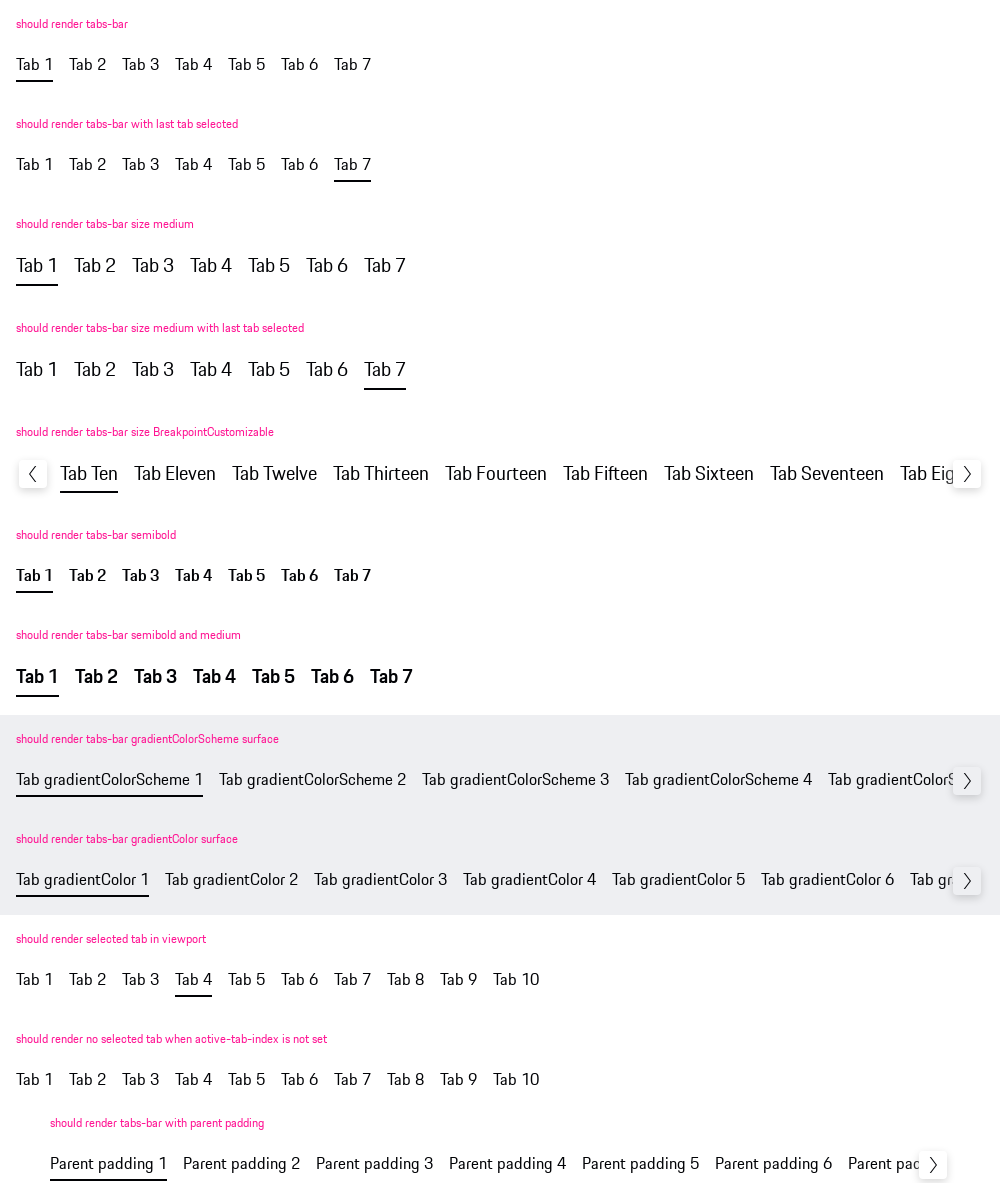 should render tabs-bar
Tab 1 Tab 2 Tab 3 Tab 4 Tab 5 Tab 6 Tab 7
should render tabs-bar with last tab selected
Tab 1 Tab 2 Tab 3 Tab 4 Tab 5 Tab 6 Tab 7
should render tabs-bar size medium
Tab 1 Tab 2 Tab 3 Tab 4 Tab 5 Tab 6 Tab 7
should render tabs-bar size medium with last tab selected
Tab 1 Tab 2 Tab 3 Tab 4 Tab 5 Tab 6 Tab 7
should render tabs-bar size BreakpointCustomizable
Tab Ten Tab Eleven Tab Twelve Tab Thirteen Tab Fourteen Tab Fifteen Tab Sixteen Tab Seventeen Tab Eig
should render tabs-bar semibold
Tab 1 Tab 2 Tab 3 Tab 4 Tab 5 Tab 6 Tab 7
should render tabs-bar semibold and medium
Tab 1 Tab 2 Tab 3 Tab 4 Tab 5 Tab 6 Tab 7
should render tabs-bar gradientColorScheme surface
Tab gradientColorScheme 1 Tab gradientColorScheme 2 Tab gradientColorScheme 3 Tab gradientColorScheme 4 Tab gradientColorS
should render tabs-bar gradientColor surface
Tab gradientColor 1 Tab gradientColor 2 Tab gradientColor 3 Tab gradientColor 4 Tab gradientColor 5 Tab gradientColor 6 Tab gra
should render selected tab in viewport
Tab 1 Tab 2 Tab 3 Tab 4 Tab 5 Tab 6 Tab 7 Tab 8 Tab 9 Tab 10
should render no selected tab when active-tab-index is not set
Tab 1 Tab 2 Tab 3 Tab 4 Tab 5 Tab 6 Tab 7 Tab 8 Tab 9 Tab 10
should render tabs-bar with parent padding
Parent padding 1 Parent padding 2 Parent padding 3 Parent padding 4 Parent padding 5 Parent padding 6 Parent pad